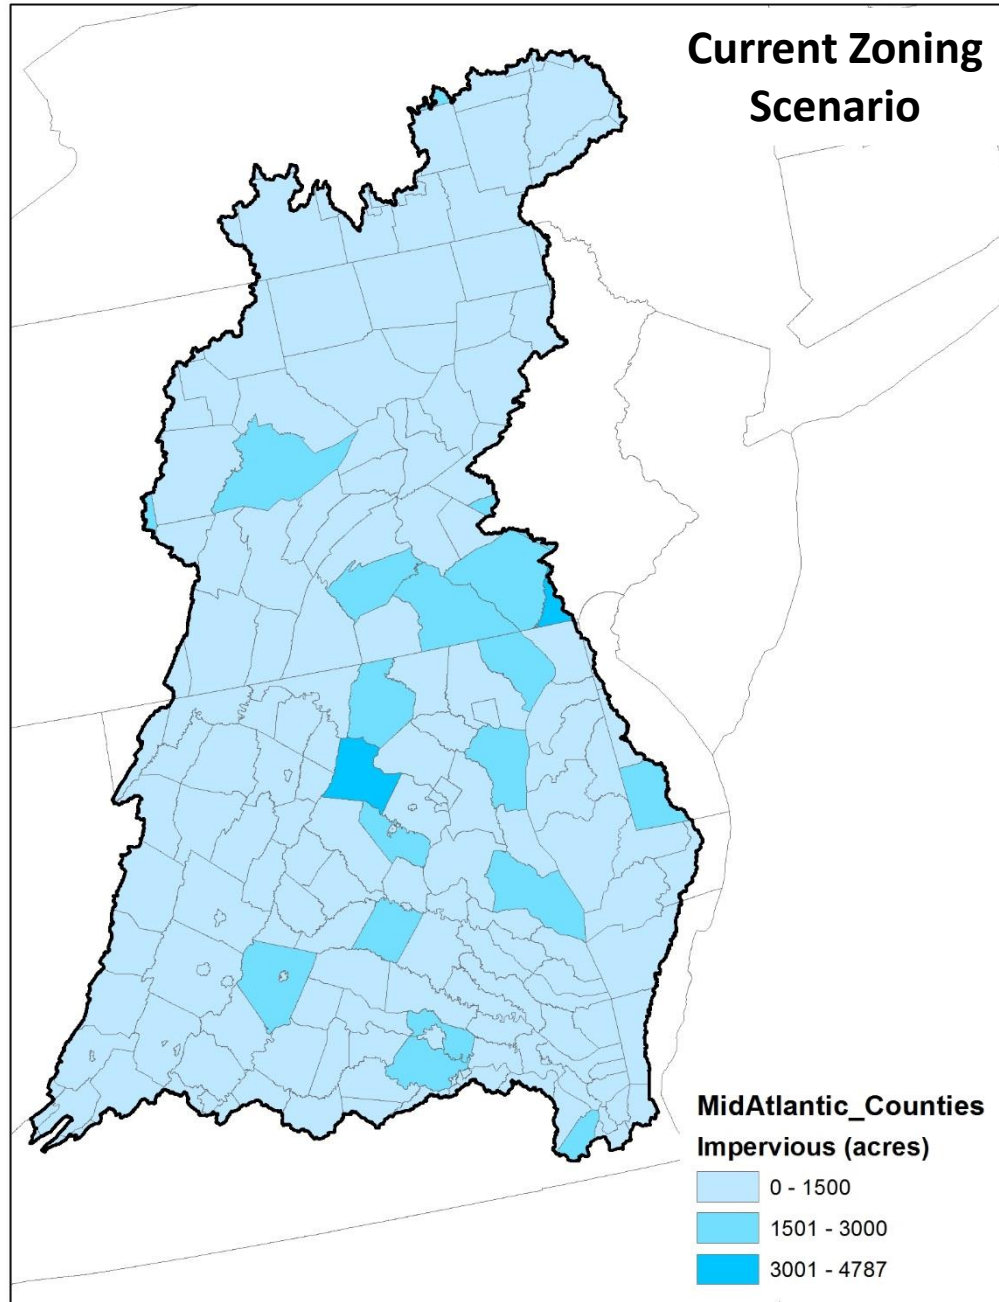 Current Zoning
Scenario
MidAtlantic_Counties
Impervious (acres)
0 - 1500
1501 - 3000
3001 - 4787